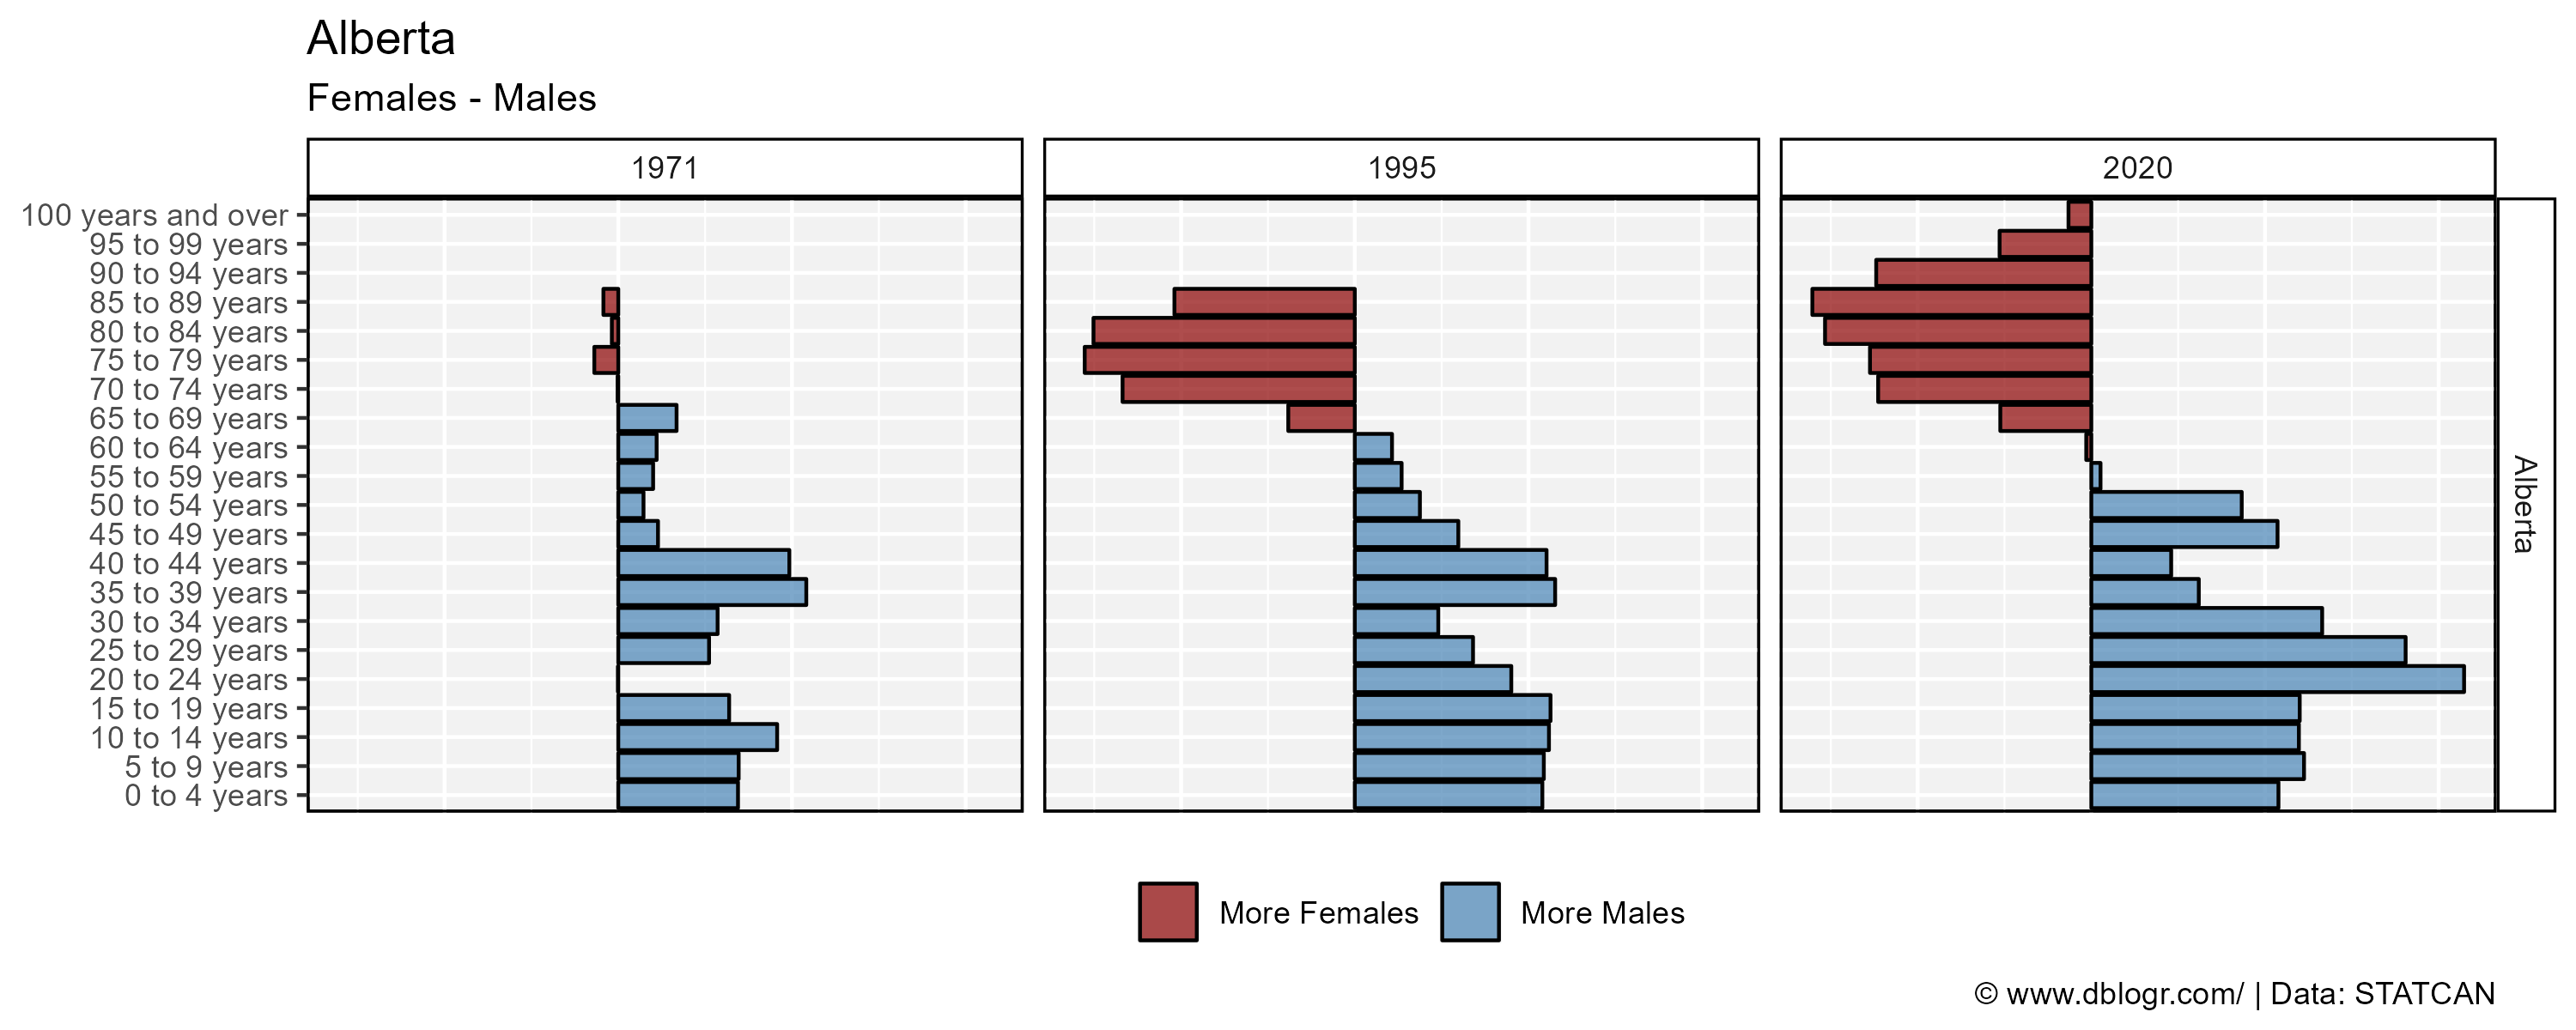 Alberta
Females - Males
1971
1995
2020
100 years and over
95 to 99 years
90 to 94 years
85 to 89 years
80 to 84 years
75 to 79 years
70 to 74 years
65 to 69 years
60 to 64 years
55 to 59 years
50 to 54 years
45 to 49 years
40 to 44 years
35 to 39 years
30 to 34 years
25 to 29 years
20 to 24 years
15 to 19 years
10 to 14 years
5 to 9 years
0 to 4 years
Alberta
More Females
More Males
© www.dblogr.com/ | Data: STATCAN